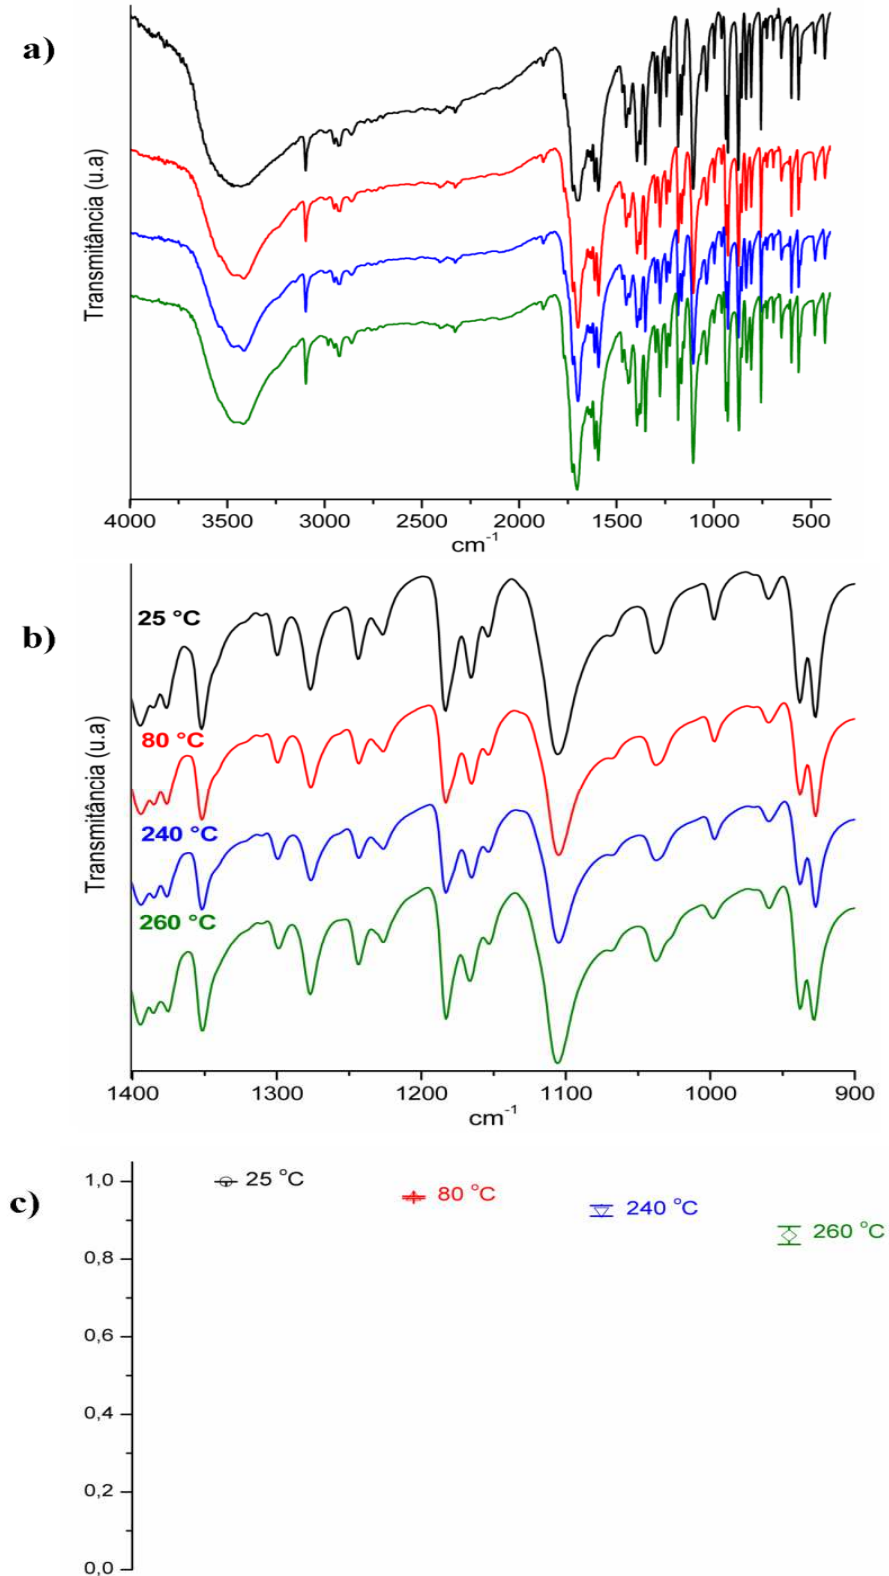 a)
Transmitância (u.a)
4000 3500 3000 2500 2000 1500 1000 500
cm⁻¹
b)
25 °C
80 °C
240 °C
260 °C
Transmitância (u.a)
1400 1300 1200 1100 1000 900
cm⁻¹
c)
1,0
25 °C
80 °C
240 °C
260 °C
0,8
0,6
0,4
0,2
0,0